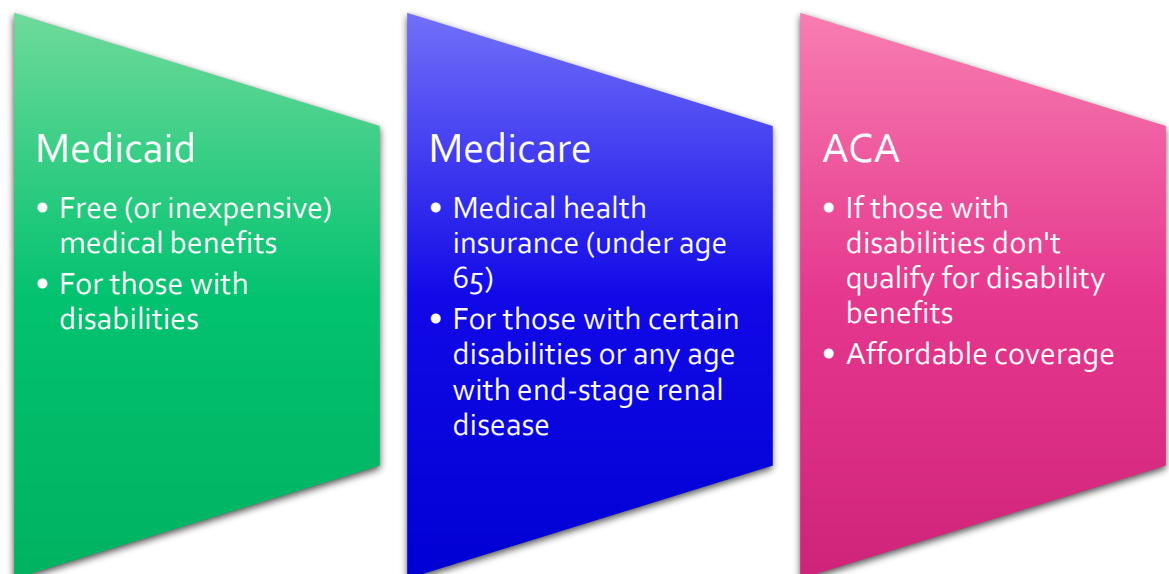 Medicaid
• Free (or inexpensive)
medical benefits
• For those with
disabilities
Medicare
• Medical health
insurance (under age
65)
• For those with certain
disabilities or any age
with end-stage renal
disease
ACA
• If those with
disabilities don't
qualify for disability
benefits
• Affordable coverage